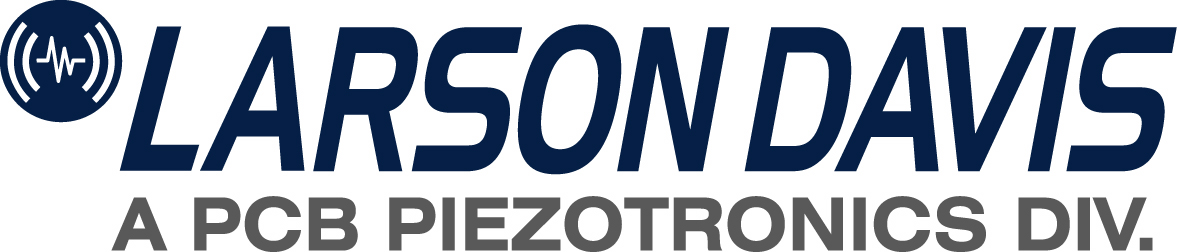 LARSON DAVIS
A PCB PIEZOTRONICS DIV.